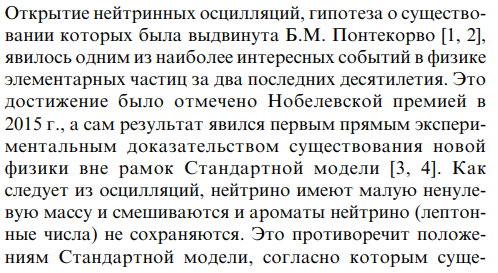 Открытие нейтринных осцилляций, гипотеза о существо-
вании которых была выдвинута Б.М. Понтекорво [1, 2],
явилось одним из наиболее интересных событий в физике
элементарных частиц за два последних десятилетия. Это
достижение было отмечено Нобелевской премией в
2015 г., а сам результат явился первым прямым экспери-
ментальным доказательством существования новой
физики вне рамок Стандартной модели [3, 4]. Как
следует из осцилляций, нейтрино имеют малую ненуле-
вую массу и смешиваются и ароматы нейтрино (лептон-
ные числа) не сохраняются. Это противоречит положе-
ниям Стандартной модели, согласно которым суще-